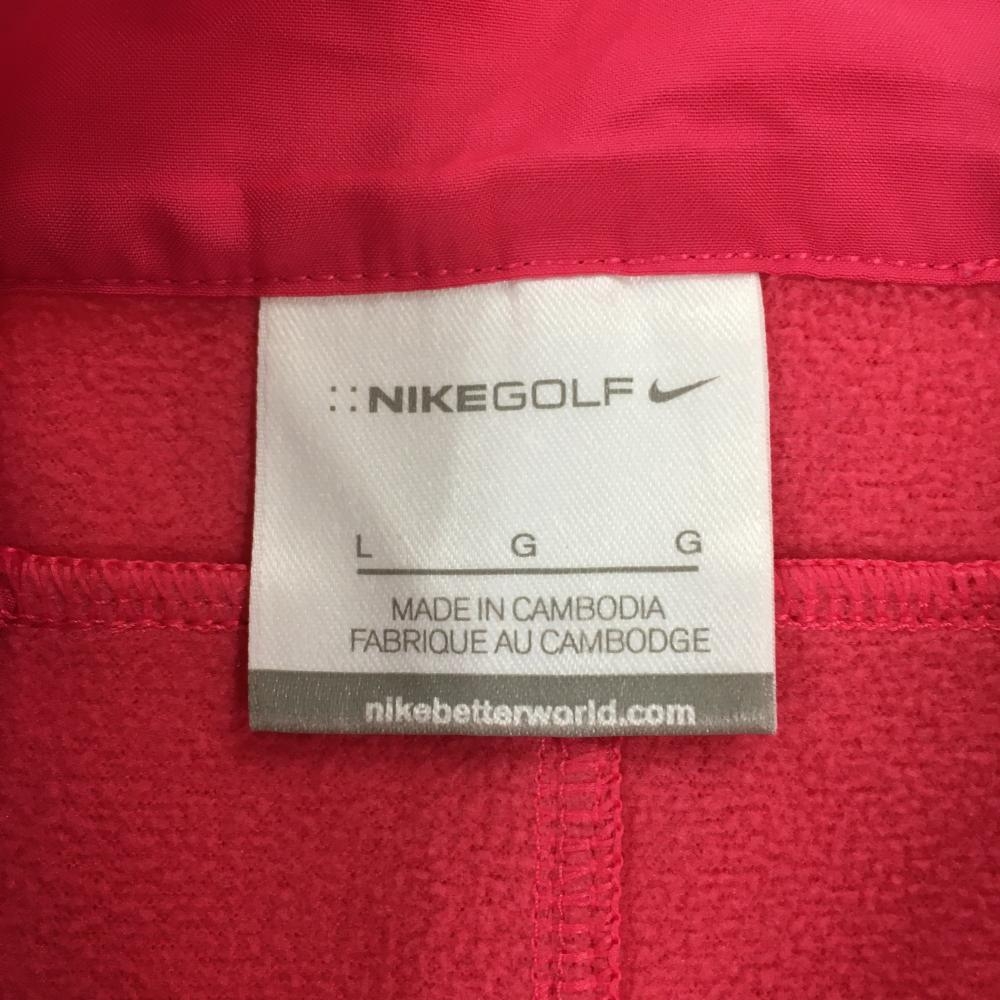 ::NIKEGOLF
L G G
MADE IN CAMBODIA
FABRIQUE AU CAMBODGE
nikebetterworld.com